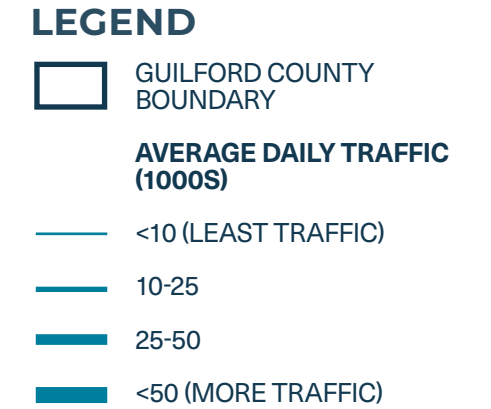 LEGEND
GUILFORD COUNTY
BOUNDARY
AVERAGE DAILY TRAFFIC
(1000S)
<10 (LEAST TRAFFIC)
10-25
25-50
<50 (MORE TRAFFIC)